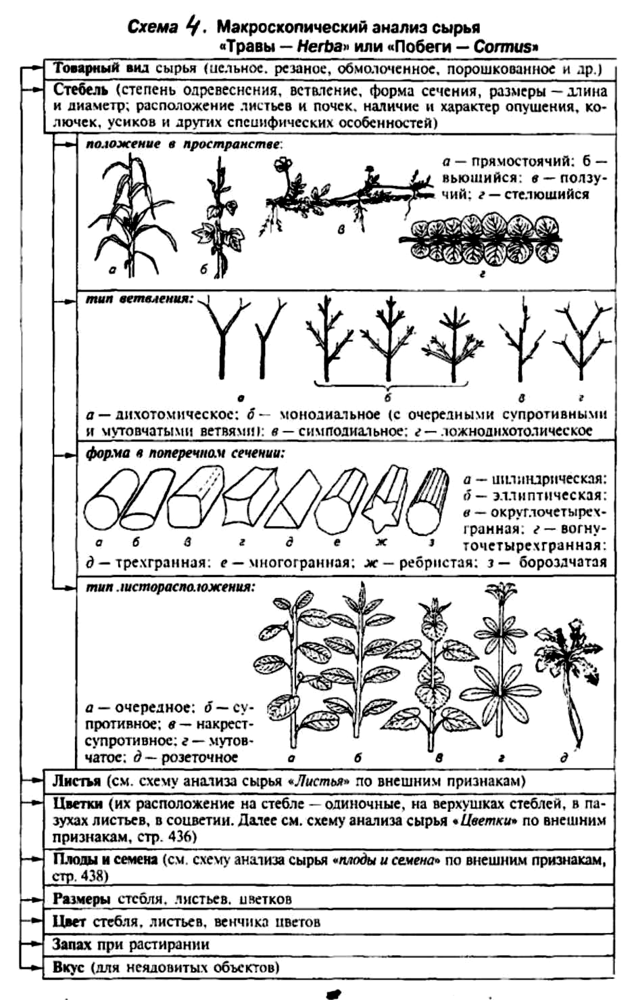 Схема 4. Макроскопический анализ сырья
«Травы — Herba» или «Побеги — Cormus»
Товарный вид сырья (цельное, резаное, обмолоченное, порошкованное и др.)
Стебель (степень одревеснения, ветвление, форма сечения, размеры — длина
и диаметр; расположение листьев и почек, наличие и характер опушения, ко-
лючек, усиков и других специфических особенностей)
положение в пространстве:
а — прямостоячий; б —
вьющийся; в — ползу-
чий; г — стелющийся
а б в г
тип ветвления:
а б в г
а — дихотомическое; б — монодиальное (с очередными супротивными
и мутовчатыми ветвями); в — симподиальное; г — ложнодихотолическое
форма в поперечном сечении:
а — цилиндрическая;
б — эллиптическая;
в — округлочетырех-
гранная; г — вогну-
точетырехгранная;
а б в г д е ж з
д — трехгранная; е — многогранная; ж — ребристая; з — бороздчатая
тип листорасположения:
а — очередное; б — су-
противное; в — накрест-
супротивное; г — мутов-
чатое; д — розеточное
а б в г д
Листья (см. схему анализа сырья «Листья» по внешним признакам)
Цветки (их расположение на стебле — одиночные, на верхушках стеблей, в па-
зухах листьев, в соцветии. Далее см. схему анализа сырья «Цветки» по внешним
признакам, стр. 436)
Плоды и семена (см. схему анализа сырья «плоды и семена» по внешним признакам,
стр. 438)
Размеры стебля, листьев, цветков
Цвет стебля, листьев, венчика цветов
Запах при растирании
Вкус (для неядовитых объектов)